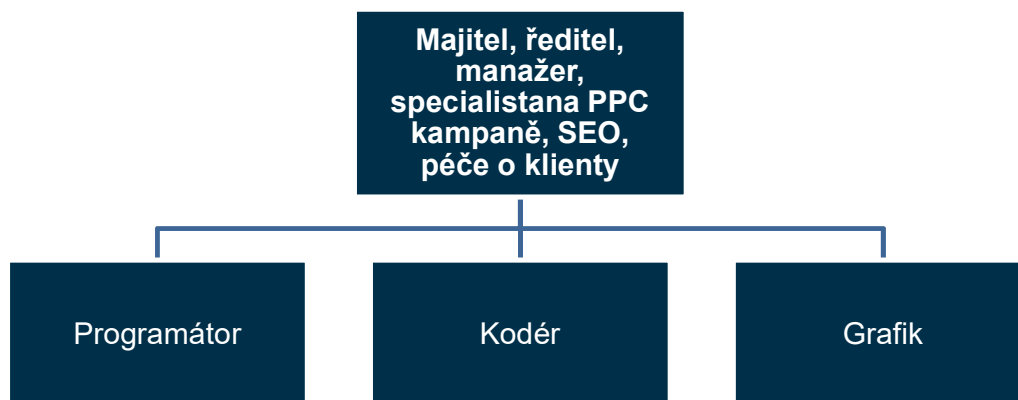 Majitel, ředitel,
manažer,
specialistana PPC
kampaně, SEO,
péče o klienty
Programátor
Kodér
Grafik